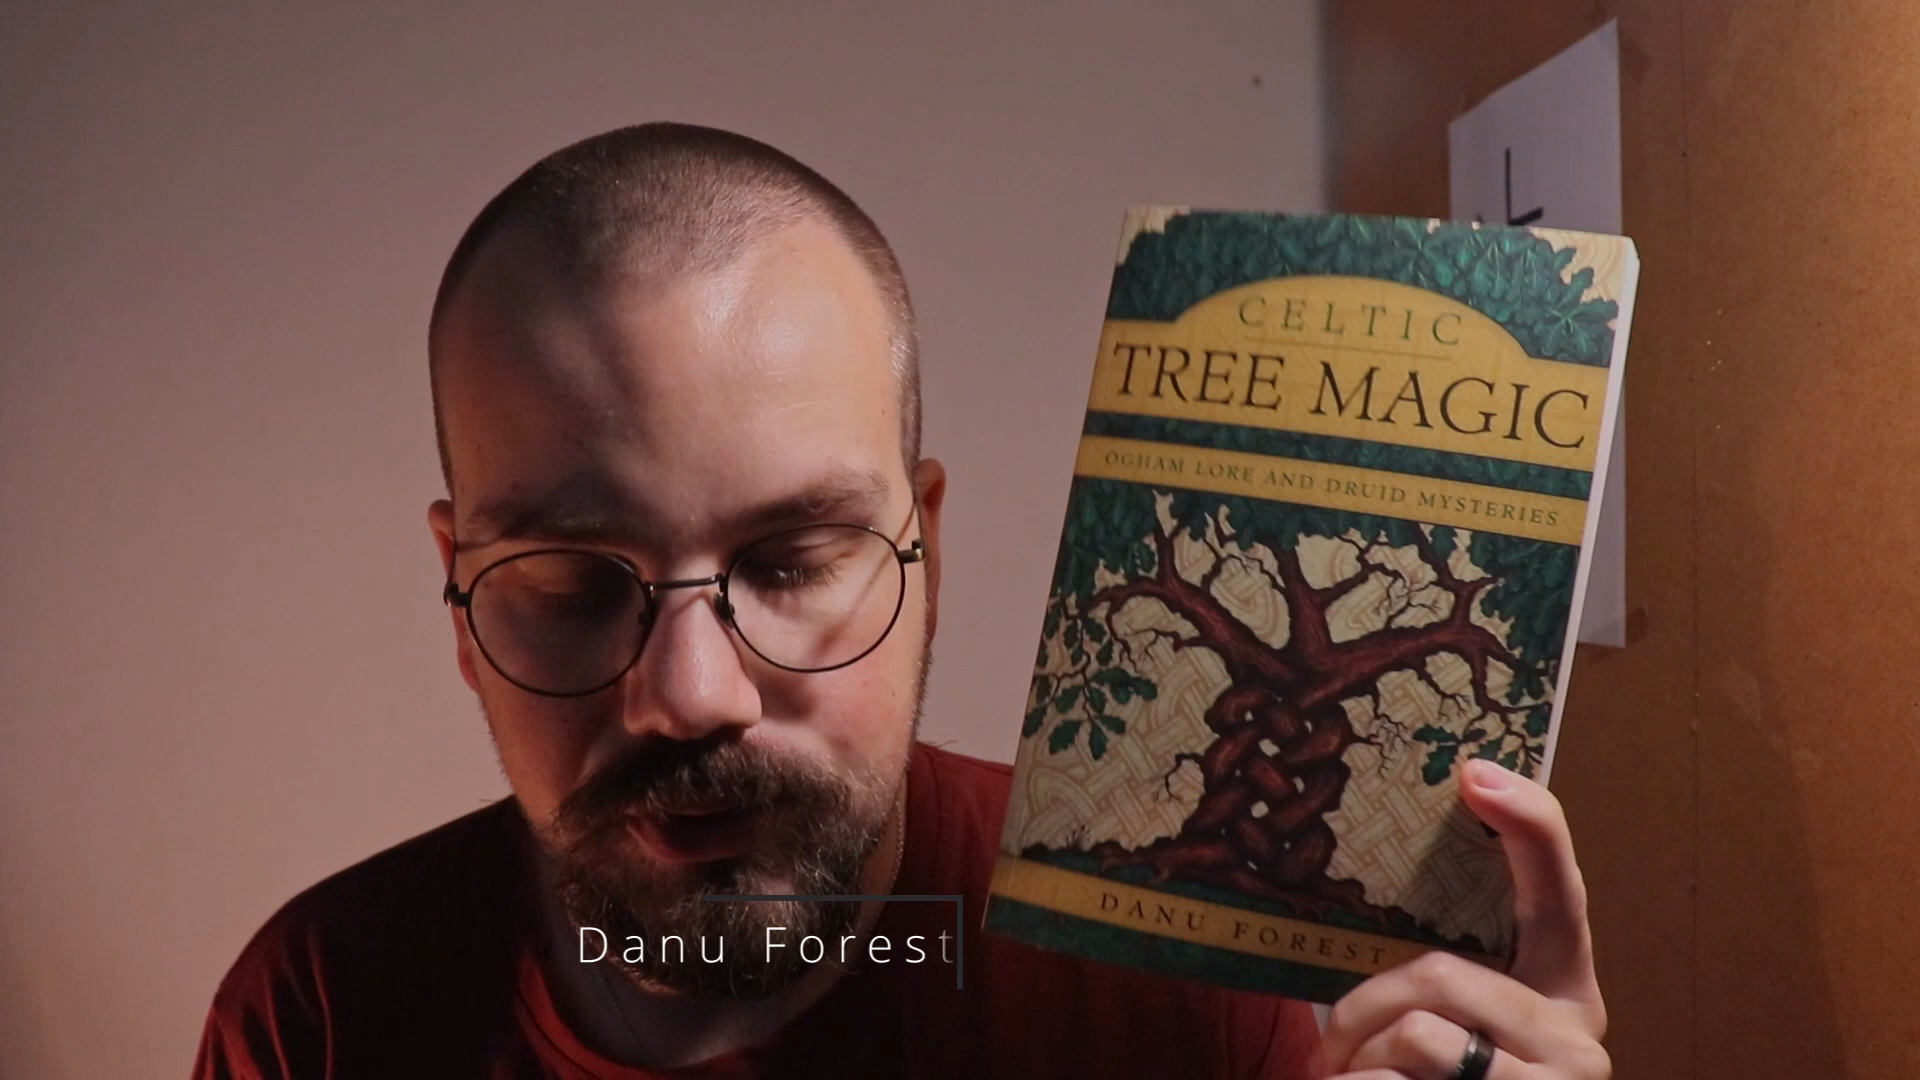 CELTIC
TREE MAGIC
OGHAM LORE AND DRUID MYSTERIES
DANU FOREST
Danu Forest